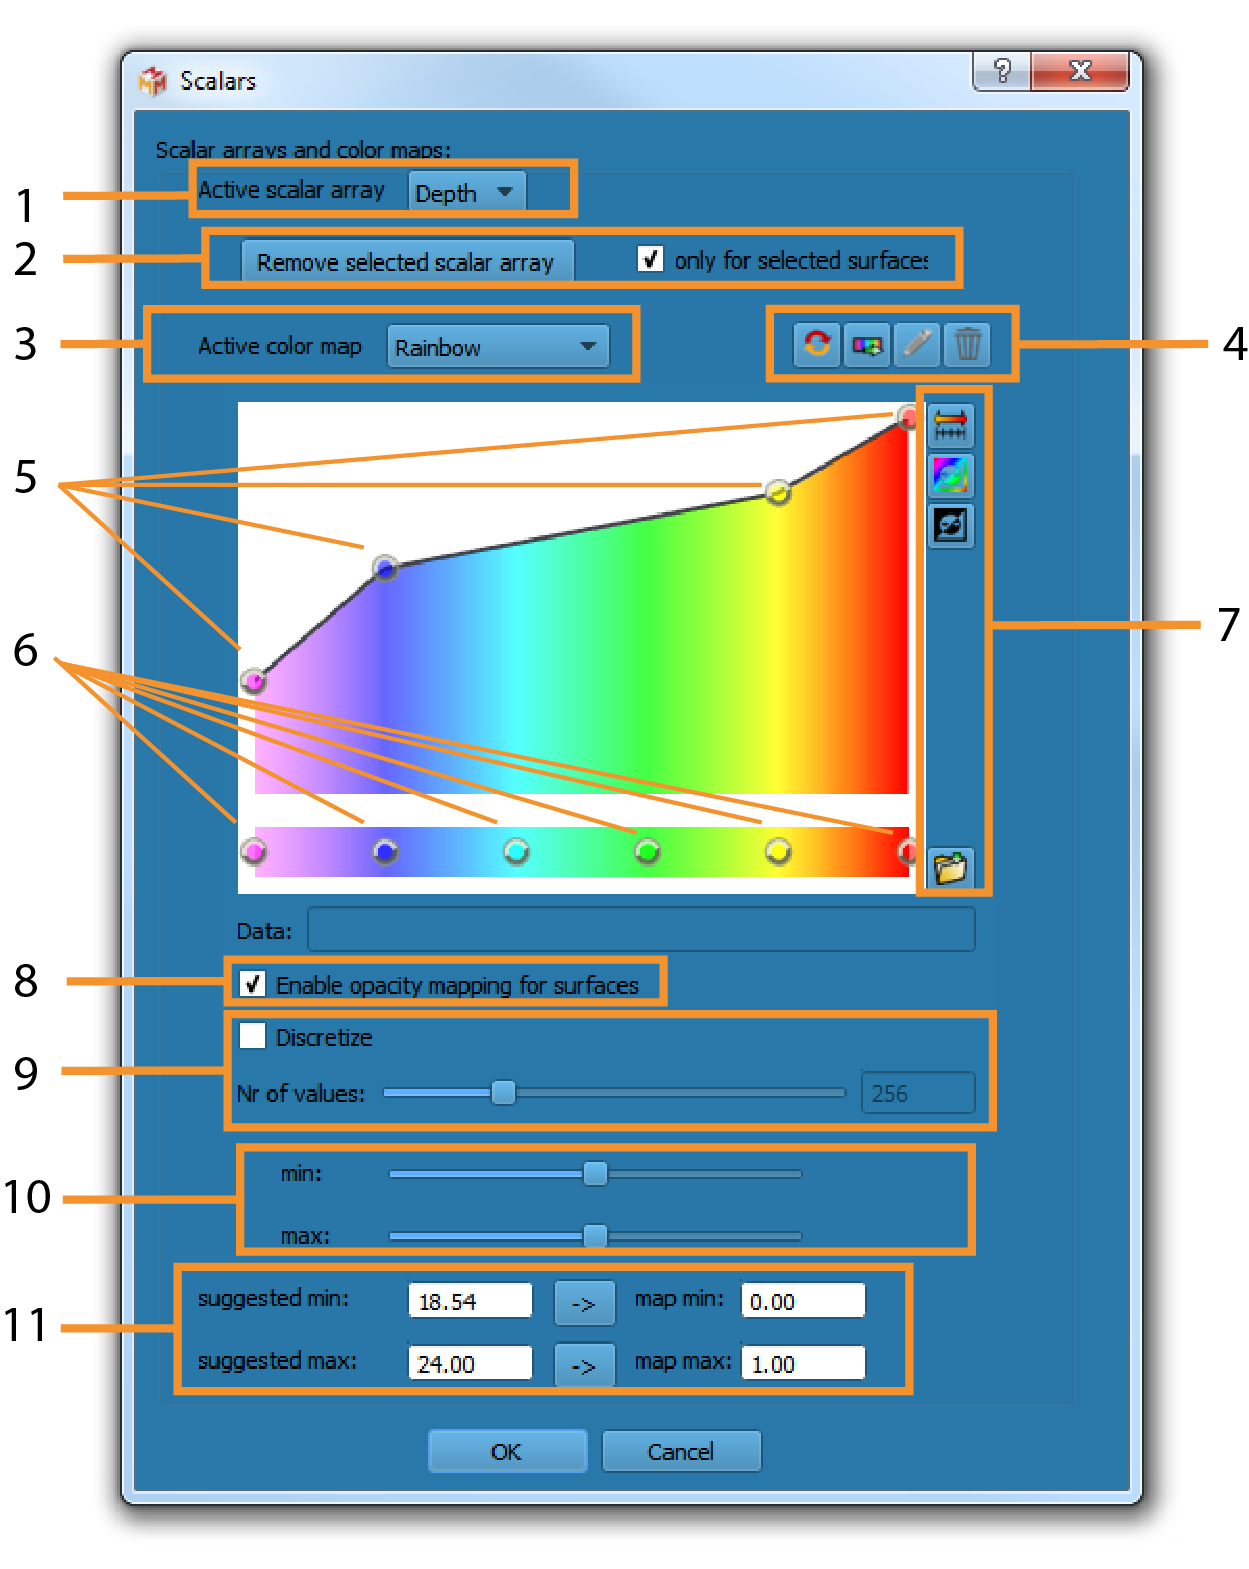 Scalars
Scalar arrays and color maps:
1
Active scalar array Depth
2
Remove selected scalar array only for selected surfaces
3
Active color map Rainbow
4
5
6
7
Data:
8
Enable opacity mapping for surfaces
Discretize
9
Nr of values: 256
min:
10
max:
suggested min: 18.54 -> map min: 0.00
11
suggested max: 24.00 -> map max: 1.00
OK Cancel